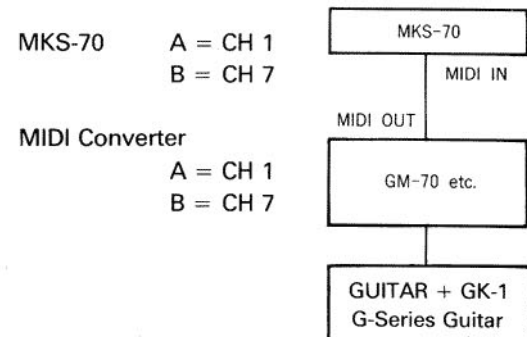 MKS-70 A = CH 1
B = CH 7
MIDI Converter
A = CH 1
B = CH 7
MKS-70
MIDI IN
MIDI OUT
GM-70 etc.
GUITAR + GK-1
G-Series Guitar